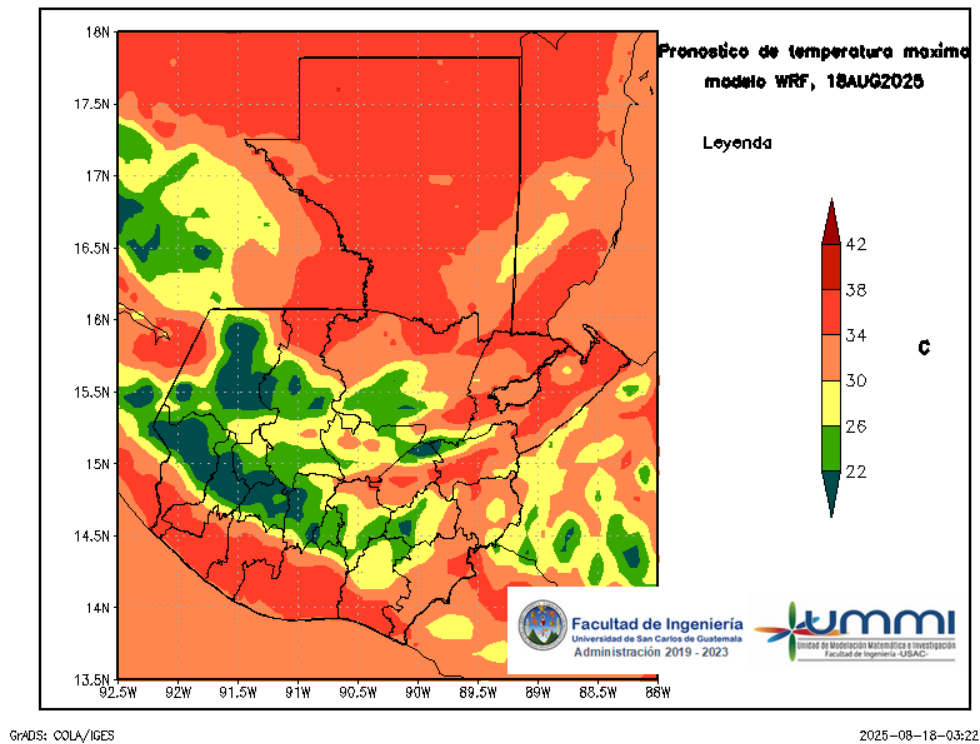 Pronostico de temperatura maxima
modelo WRF, 18AUG2025
Leyenda
18N
17.5N
17N
16.5N
16N
15.5N
15N
14.5N
14N
13.5N
92.5W 92W 91.5W 91W 90.5W 90W 89.5W 89W 88.5W 88W
42
38
34
30
26
22
C
Facultad de Ingeniería
Universidad de San Carlos de Guatemala
Administración 2019 - 2023
ummi
Unidad de Modelación Matemática e Investigación
Facultad de Ingeniería -USAC-
GrADS: COLA/IGES
2025-08-18-03:22